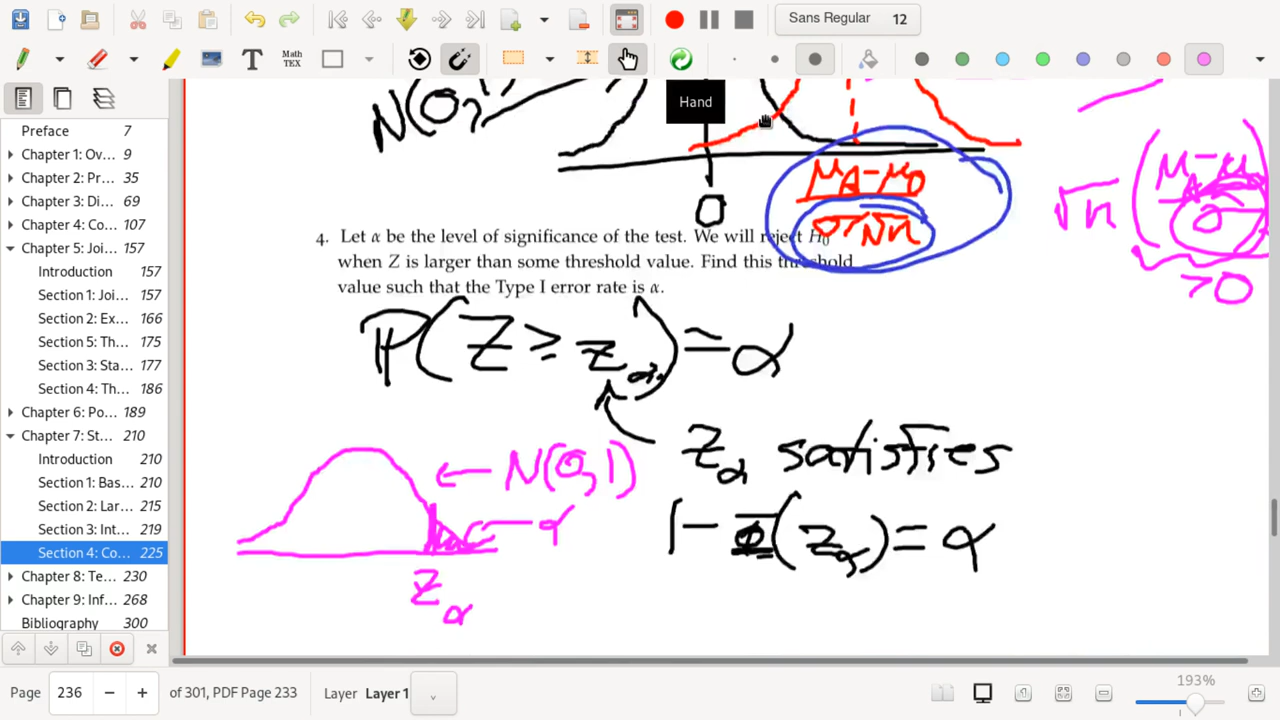 Sans Regular 12
T Math TEX
Preface 7
Chapter 1: Ov... 9
Chapter 2: Pr... 35
Chapter 3: Di... 69
Chapter 4: Co... 107
Chapter 5: Joi... 157
Introduction 157
Section 1: Joi... 157
Section 2: Ex... 166
Section 5: Th... 175
Section 3: Sta... 177
Section 4: Th... 186
Chapter 6: Po... 189
Chapter 7: St... 210
Introduction 210
Section 1: Bas... 210
Section 2: Lar... 215
Section 3: Int... 219
Section 4: Co... 225
Chapter 8: Te... 230
Chapter 9: Inf... 268
Bibliography 300
Hand
N(0,1)
0
μA-μ0
σ/√n
√n (μA-μ0
σ
>0
4. Let α be the level of significance of the test. We will reject H0
when Z is larger than some threshold value. Find this threshold
value such that the Type I error rate is α.
ℙ(Z ≥ zα) = α
zα satisfies
1 - Φ(zα) = α
← N(0,1)
α
zα
Page 236 of 301, PDF Page 233 Layer Layer 1
193%